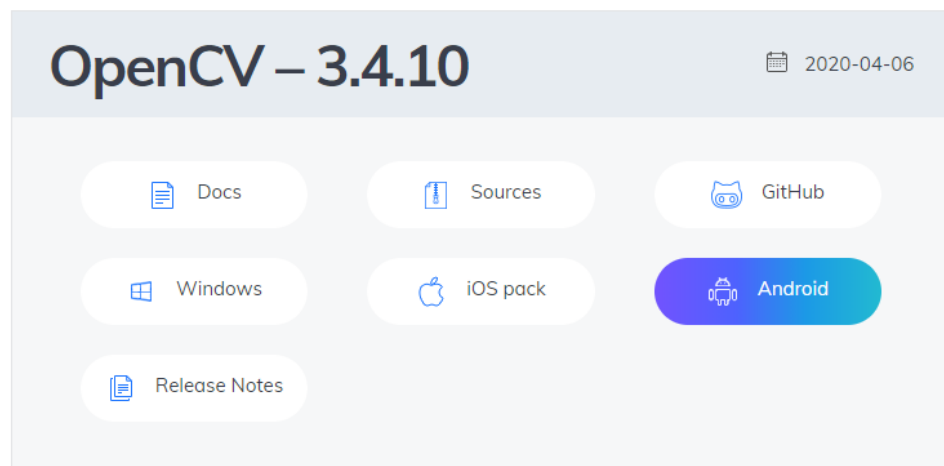 OpenCV – 3.4.10
2020-04-06
Docs
Sources
GitHub
Windows
iOS pack
Android
Release Notes